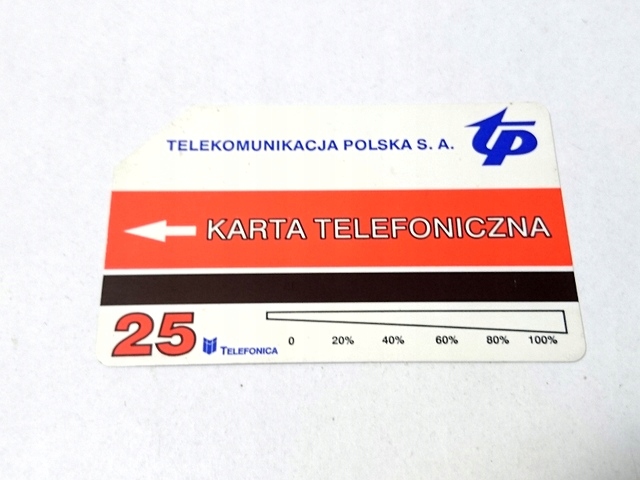 TELEKOMUNIKACJA POLSKA S. A.
tp
KARTA TELEFONICZNA
25
TELEFONICA
0 20% 40% 60% 80% 100%